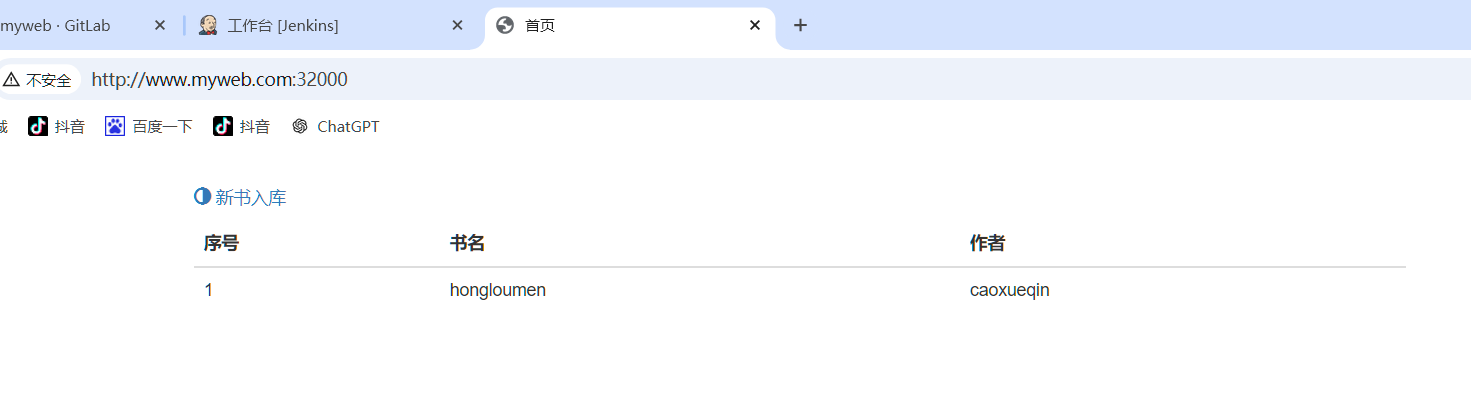 myweb · GitLab 工作台 [Jenkins] 首页
不安全 http://www.myweb.com:32000
抖音 百度一下 抖音 ChatGPT
新书入库
序号 书名 作者
1 hongloumen caoxueqin